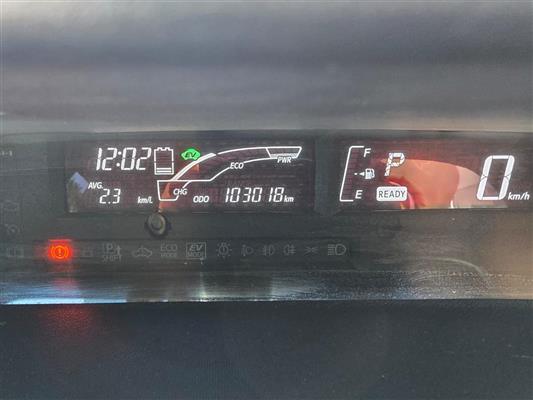 12:02
EV
ECO
PWR
CHG
AVG.
2.3 km/L
ODO 103018 km
F
E
P
READY
0 km/h
P SHIFT
ECO MODE
EV MODE